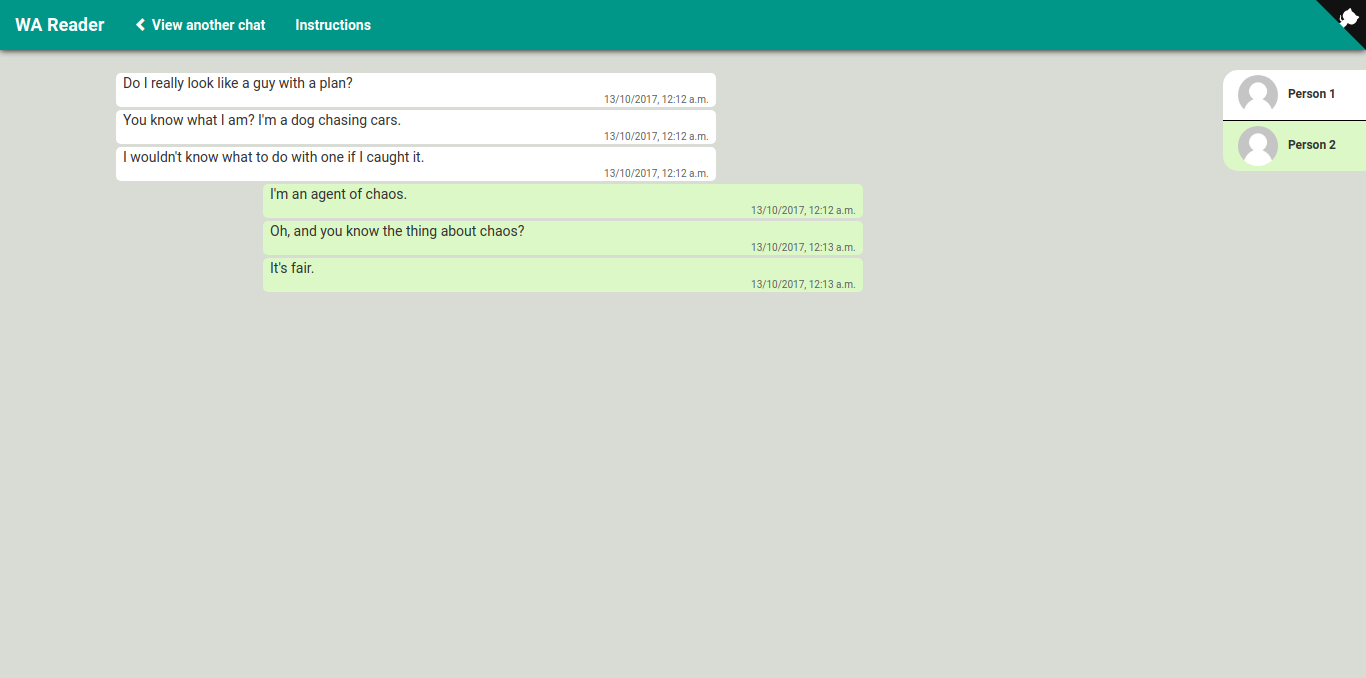 WA Reader View another chat Instructions
Do I really look like a guy with a plan?
13/10/2017, 12:12 a.m.
You know what I am? I'm a dog chasing cars.
13/10/2017, 12:12 a.m.
I wouldn't know what to do with one if I caught it.
13/10/2017, 12:12 a.m.
I'm an agent of chaos.
13/10/2017, 12:12 a.m.
Oh, and you know the thing about chaos?
13/10/2017, 12:13 a.m.
It's fair.
13/10/2017, 12:13 a.m.
Person 1
Person 2